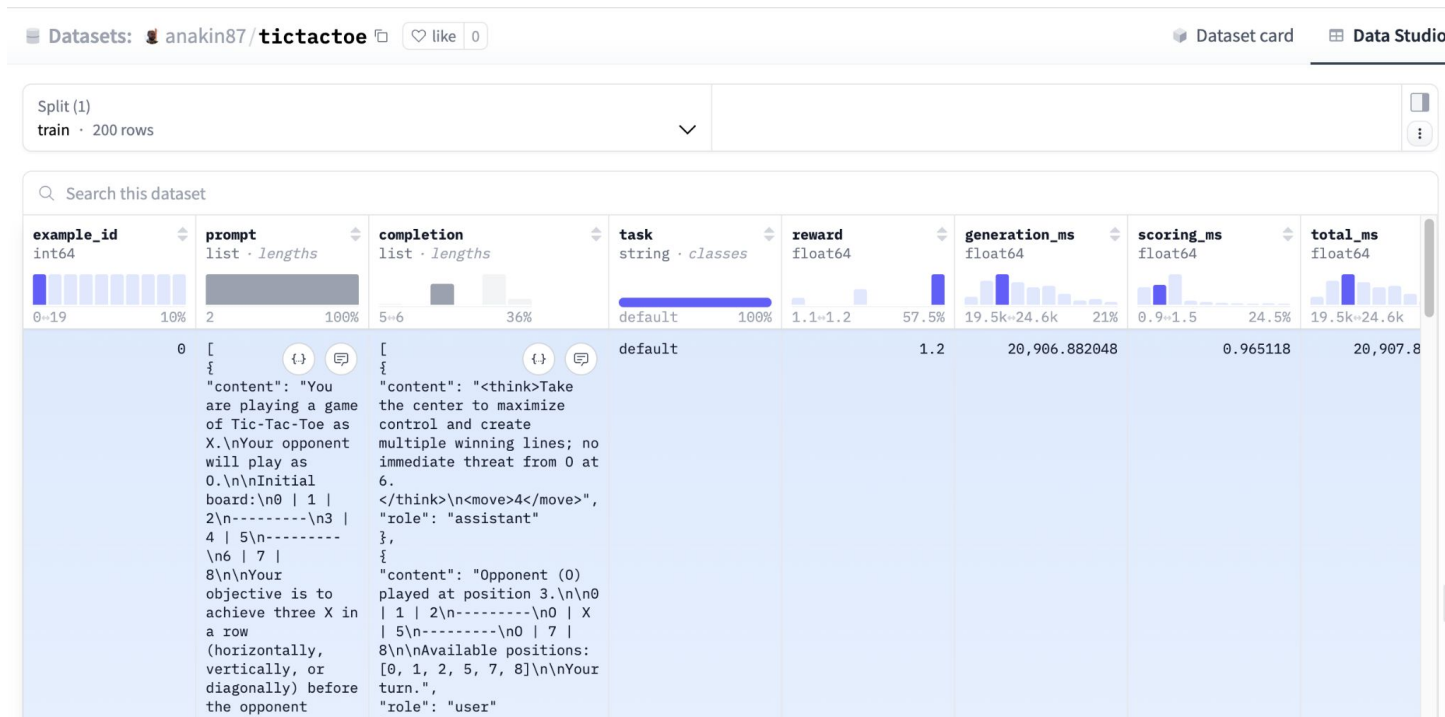 Datasets: anakin87/tictactoe like 0
Dataset card
Data Studio
Split (1)
train · 200 rows
Search this dataset
example_id
int64
0⇔19 10%
prompt
list · lengths
2 100%
completion
list · lengths
5⇔6 36%
task
string · classes
default 100%
reward
float64
1.1⇔1.2 57.5%
generation_ms
float64
19.5k⇔24.6k 21%
scoring_ms
float64
0.9⇔1.5 24.5%
total_ms
float64
19.5k⇔24.6k
0
[
{
"content": "You
are playing a game
of Tic-Tac-Toe as
X.\nYour opponent
will play as
O.\n\nInitial
board:\n0 | 1 |
2\n---------\n3 |
4 | 5\n---------
\n6 | 7 |
8\n\nYour
objective is to
achieve three X in
a row
(horizontally,
vertically, or
diagonally) before
the opponent
[
{
"content": "<think>Take
the center to maximize
control and create
multiple winning lines; no
immediate threat from O at
6.
</think>\n<move>4</move>",
"role": "assistant"
},
{
"content": "Opponent (O)
played at position 3.\n\n0
| 1 | 2\n---------\nO | X
| 5\n---------\nO | 7 |
8\n\nAvailable positions:
[0, 1, 2, 5, 7, 8]\n\nYour
turn.",
"role": "user"
default
1.2
20,906.882048
0.965118
20,907.8